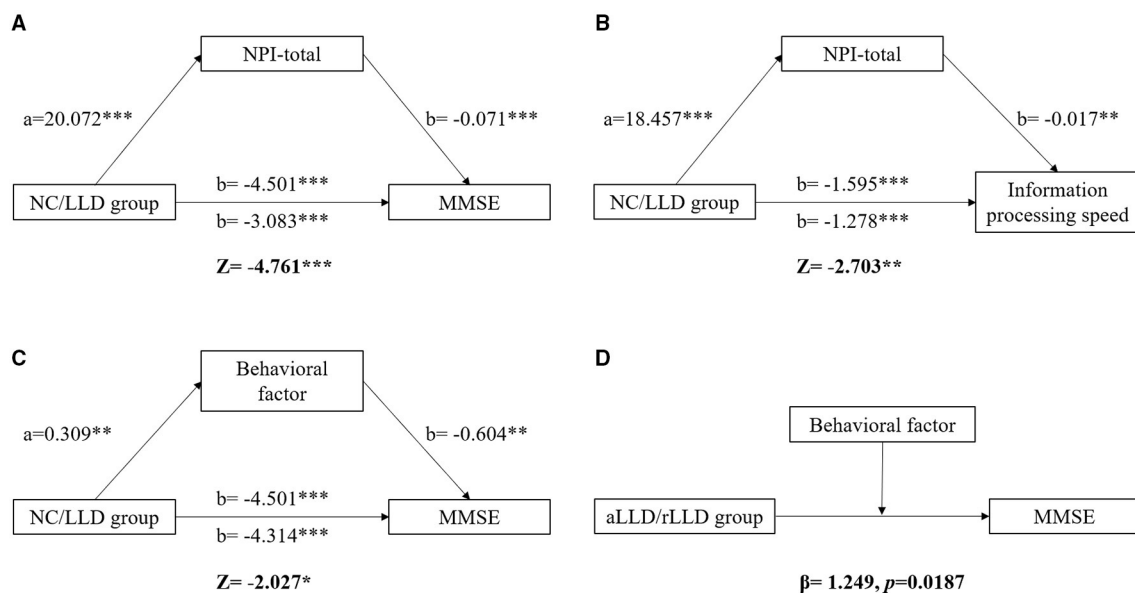 A
NPI-total
a=20.072***
b= -0.071***
b= -4.501***
NC/LLD group
MMSE
b= -3.083***
Z= -4.761***
B
NPI-total
a=18.457***
b= -0.017**
b= -1.595***
NC/LLD group
Information
processing speed
b= -1.278***
Z= -2.703**
C
Behavioral
factor
a=0.309**
b= -0.604**
b= -4.501***
NC/LLD group
MMSE
b= -4.314***
Z= -2.027*
D
Behavioral factor
aLLD/rLLD group
MMSE
β= 1.249, p=0.0187